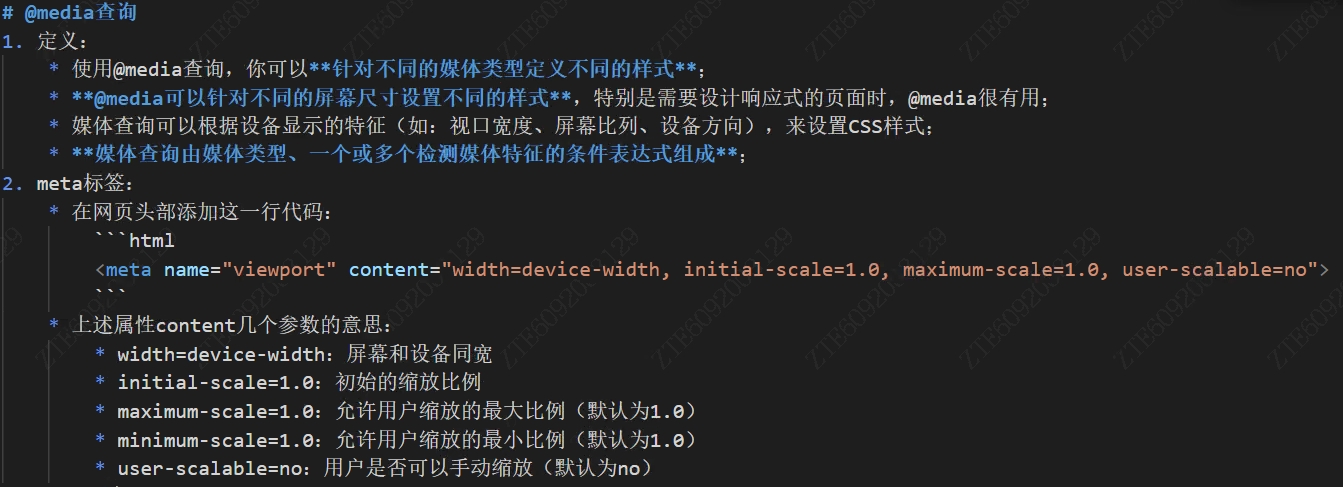 # @media查询
1. 定义:
* 使用@media查询，你可以**针对不同的媒体类型定义不同的样式**;
* **@media可以针对不同的屏幕尺寸设置不同的样式**，特别是需要设计响应式的页面时，@media很有用;
* 媒体查询可以根据设备显示的特征（如：视口宽度、屏幕比列、设备方向），来设置CSS样式;
* **媒体查询由媒体类型、一个或多个检测媒体特征的条件表达式组成**;
2. meta标签:
* 在网页头部添加这一行代码:
```html
<meta name="viewport" content="width=device-width, initial-scale=1.0, maximum-scale=1.0, user-scalable=no">
```
* 上述属性content几个参数的意思:
* width=device-width：屏幕和设备同宽
* initial-scale=1.0：初始的缩放比例
* maximum-scale=1.0：允许用户缩放的最大比例（默认为1.0）
* minimum-scale=1.0：允许用户缩放的最小比例（默认为1.0）
* user-scalable=no：用户是否可以手动缩放（默认为no）